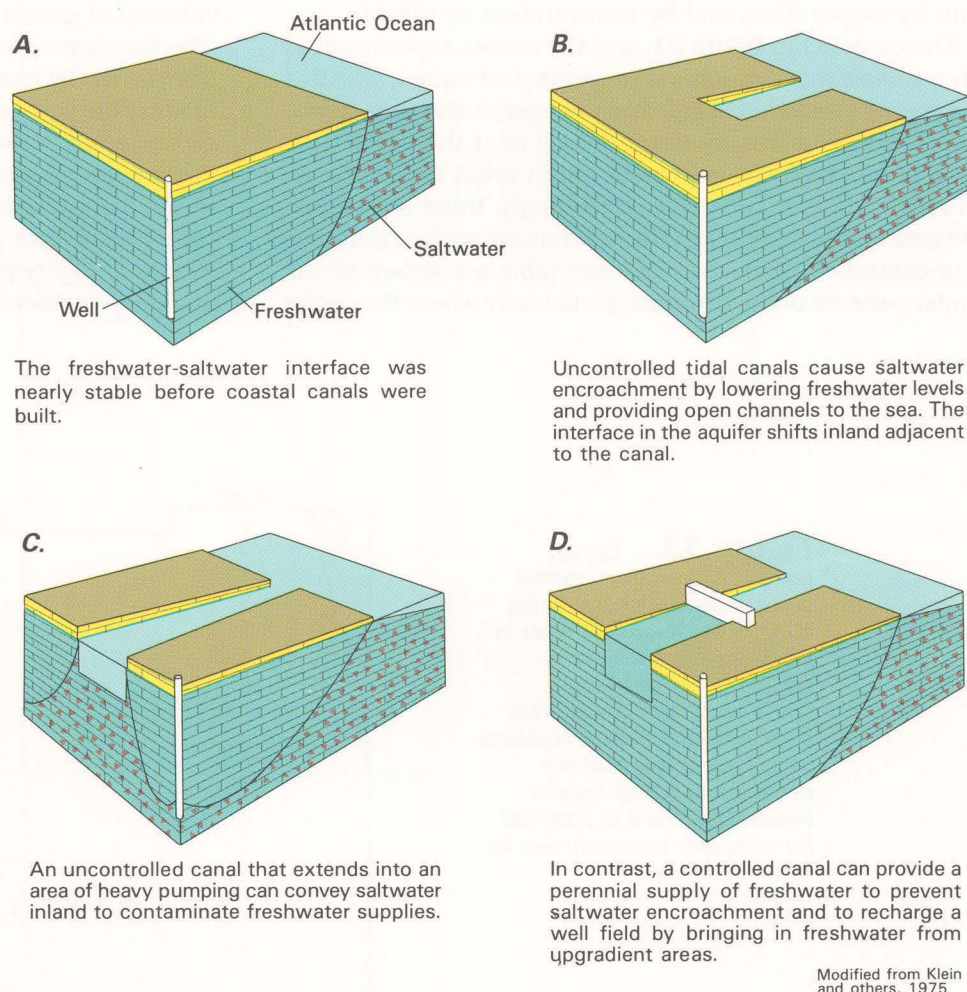 A.
Atlantic Ocean
Saltwater
Well
Freshwater
The freshwater-saltwater interface was
nearly stable before coastal canals were
built.
B.
Uncontrolled tidal canals cause saltwater
encroachment by lowering freshwater levels
and providing open channels to the sea. The
interface in the aquifer shifts inland adjacent
to the canal.
C.
An uncontrolled canal that extends into an
area of heavy pumping can convey saltwater
inland to contaminate freshwater supplies.
D.
In contrast, a controlled canal can provide a
perennial supply of freshwater to prevent
saltwater encroachment and to recharge a
well field by bringing in freshwater from
upgradient areas.
Modified from Klein
and others, 1975